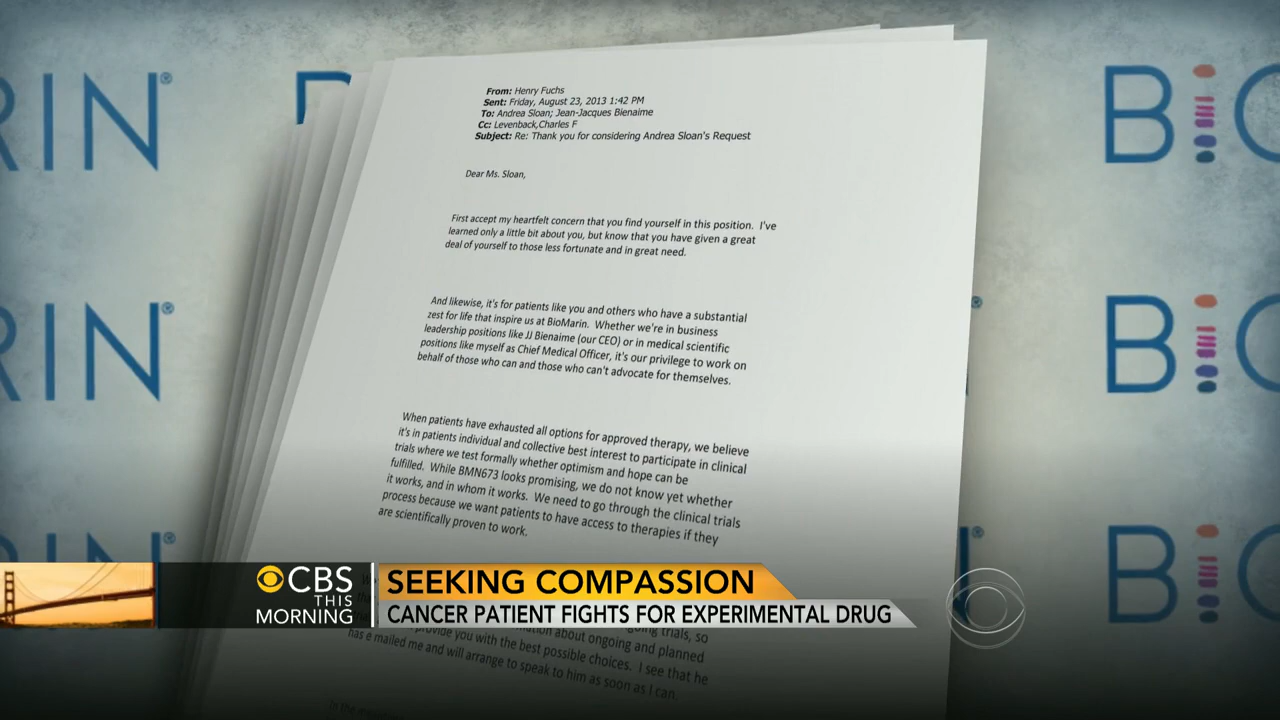 From: Henry Fuchs
Sent: Friday, August 23, 2013 1:42 PM
To: Andrea Sloan; Jean-Jacques Bienaime
Cc: Levenback,Charles F
Subject: Re: Thank you for considering Andrea Sloan's Request
Dear Ms. Sloan,
First accept my heartfelt concern that you find yourself in this position. I've
learned only a little bit about you, but know that you have given a great
deal of yourself to those less fortunate and in great need.
And likewise, it's for patients like you and others who have a substantial
zest for life that inspire us at BioMarin. Whether we're in business
leadership positions like JJ Bienaime (our CEO) or in medical scientific
positions like myself as Chief Medical Officer, it's our privilege to work on
behalf of those who can and those who can't advocate for themselves.
When patients have exhausted all options for approved therapy, we believe
it's in patients individual and collective best interest to participate in clinical
trials where we test formally whether optimism and hope can be
fulfilled. While BMN673 looks promising, we do not know yet whether
it works, and in whom it works. We need to go through the clinical trials
process because we want patients to have access to therapies if they
are scientifically proven to work.
CBS
THIS
MORNING
SEEKING COMPASSION
CANCER PATIENT FIGHTS FOR EXPERIMENTAL DRUG
trials, so
provide you with the best possible choices. I see that he
about ongoing and planned
has e mailed me and will arrange to speak to him as soon as I can.
RIN®
RIN®
RIN®
BiO
BiO
BiO